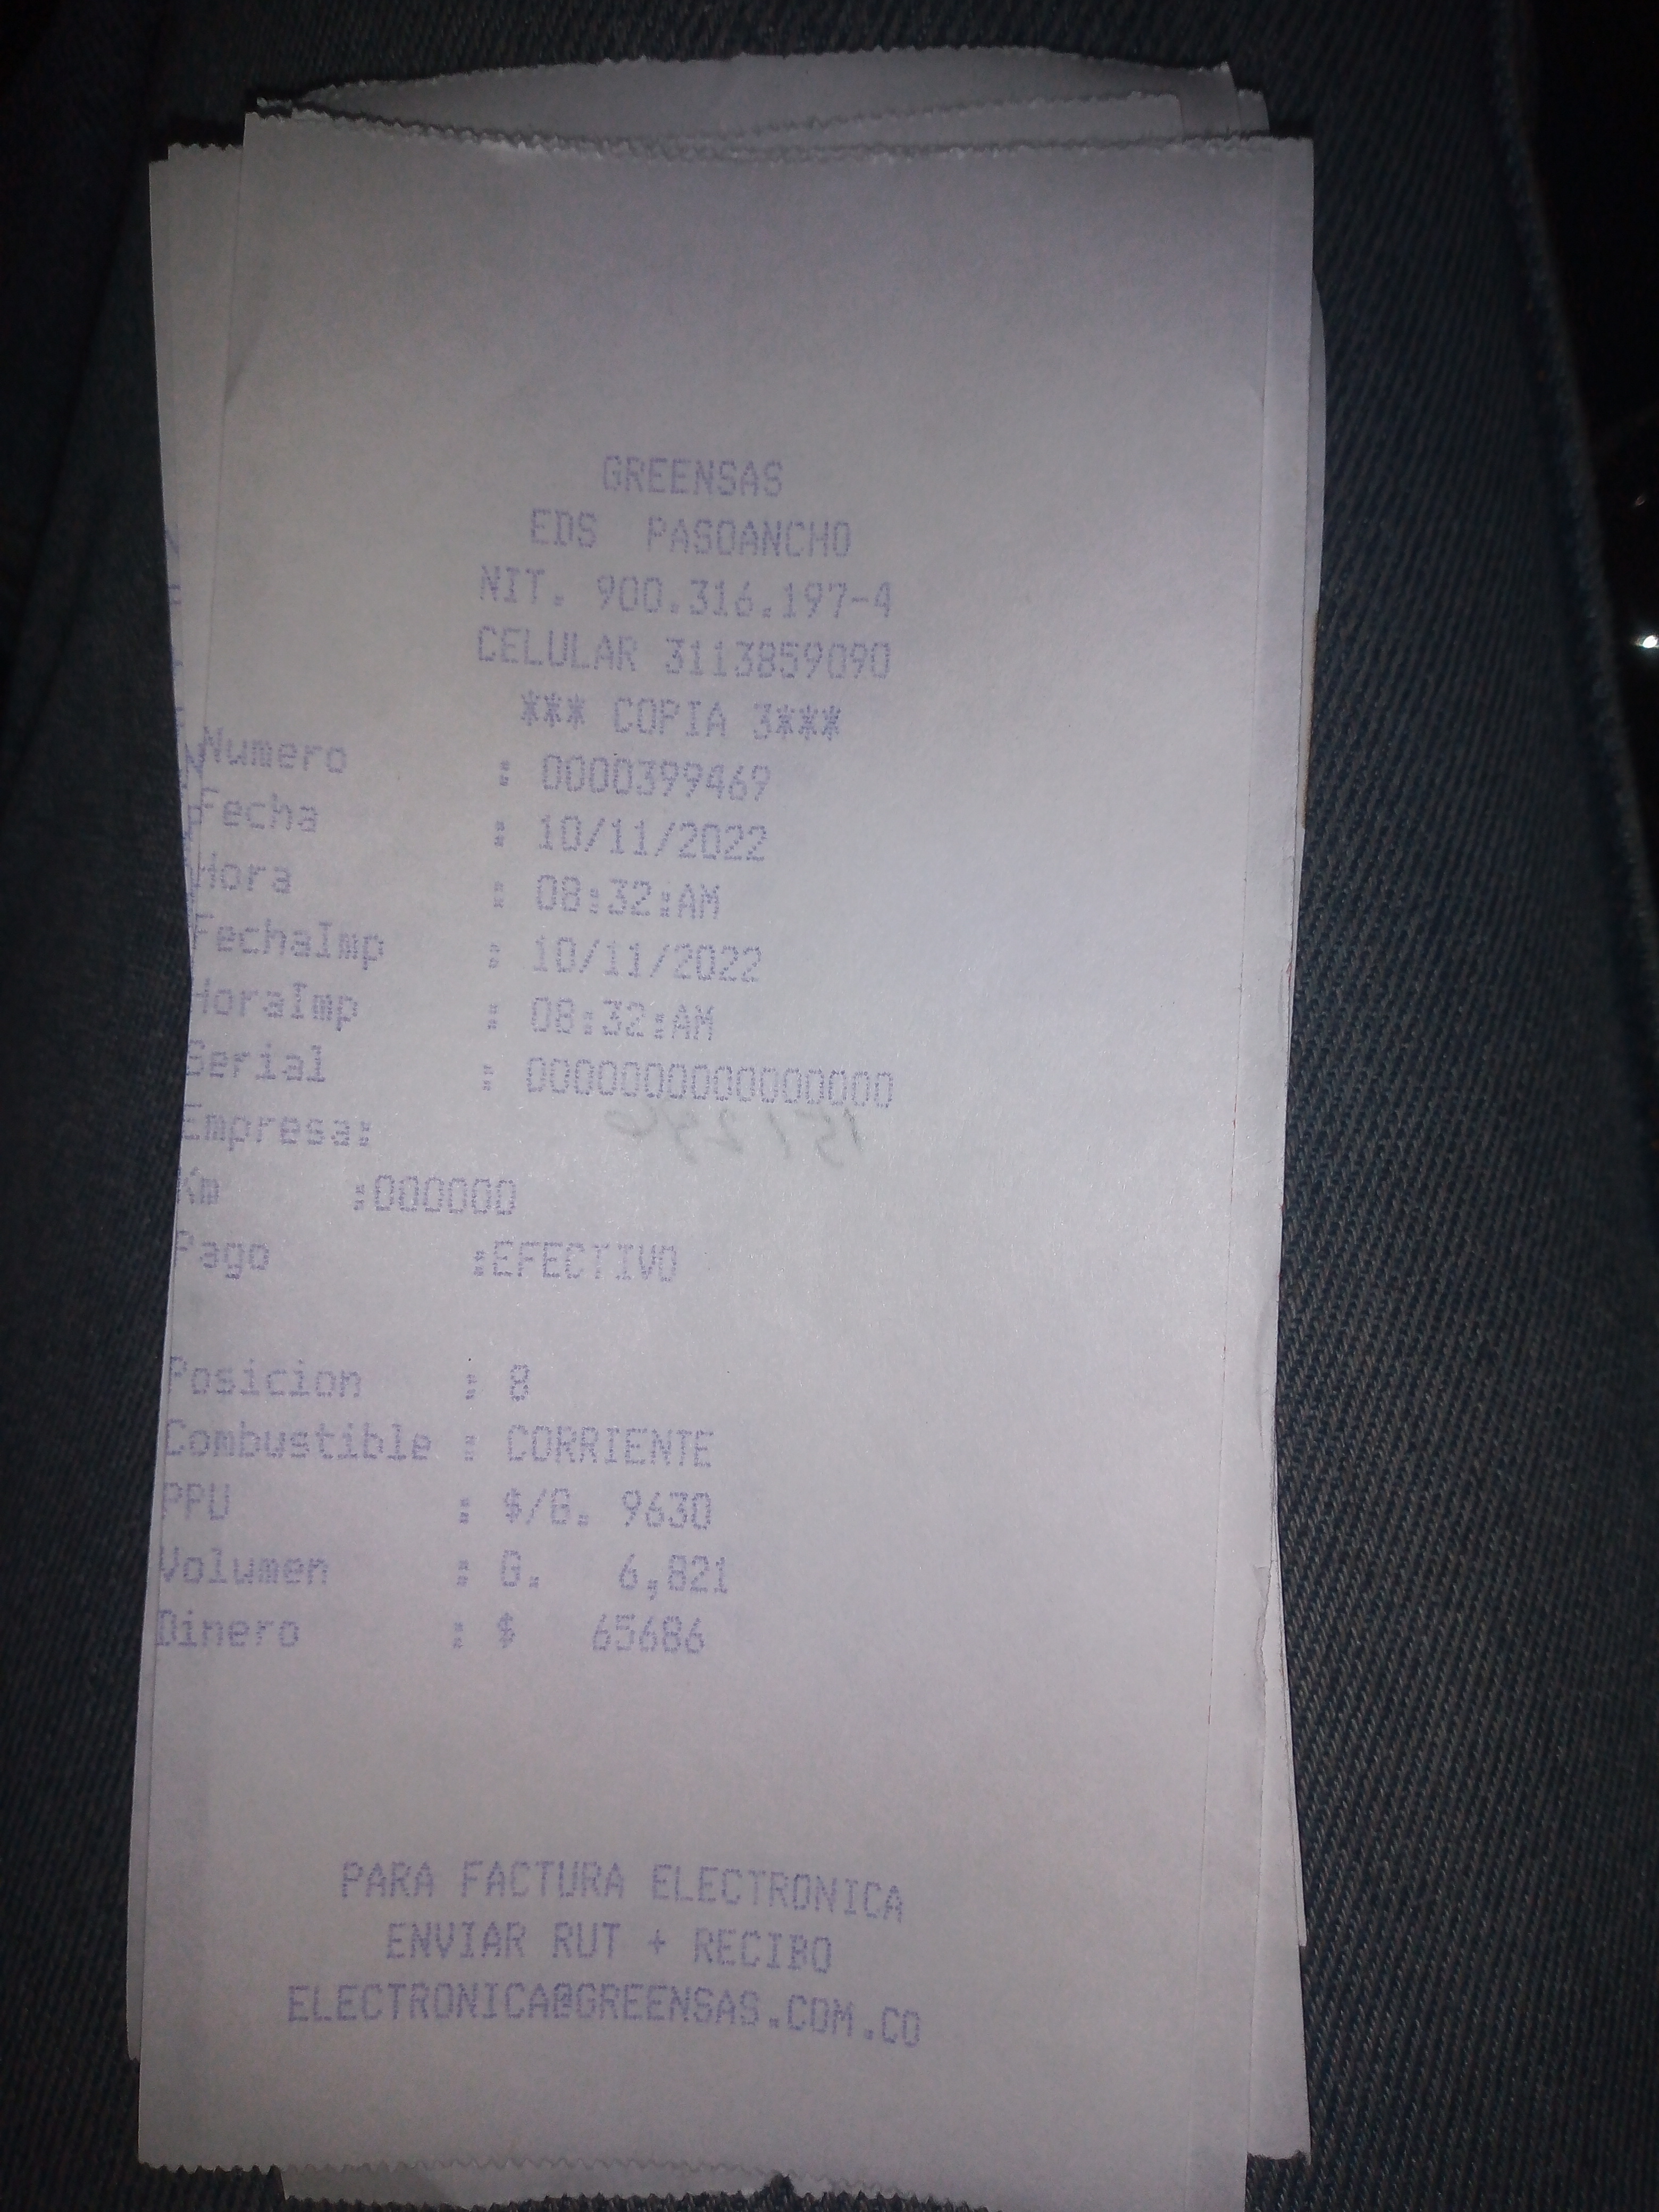 GREENSAS
EDS PASOANCHO
NIT. 900.316.197-4
CELULAR 3113859090
*** COPIA 3***
Numero : 0000399469
Fecha : 10/11/2022
Hora : 08:32:AM
FechaImp : 10/11/2022
HoraImp : 08:32:AM
Serial : 0000000000000000
Empresa:
Km :000000
Pago :EFECTIVO
Posicion : 8
Combustible : CORRIENTE
PPU : $/G. 9630
Volumen : G. 6,821
Dinero : $ 65686
PARA FACTURA ELECTRONICA
ENVIAR RUT + RECIBO
ELECTRONICA@GREENSAS.COM.CO